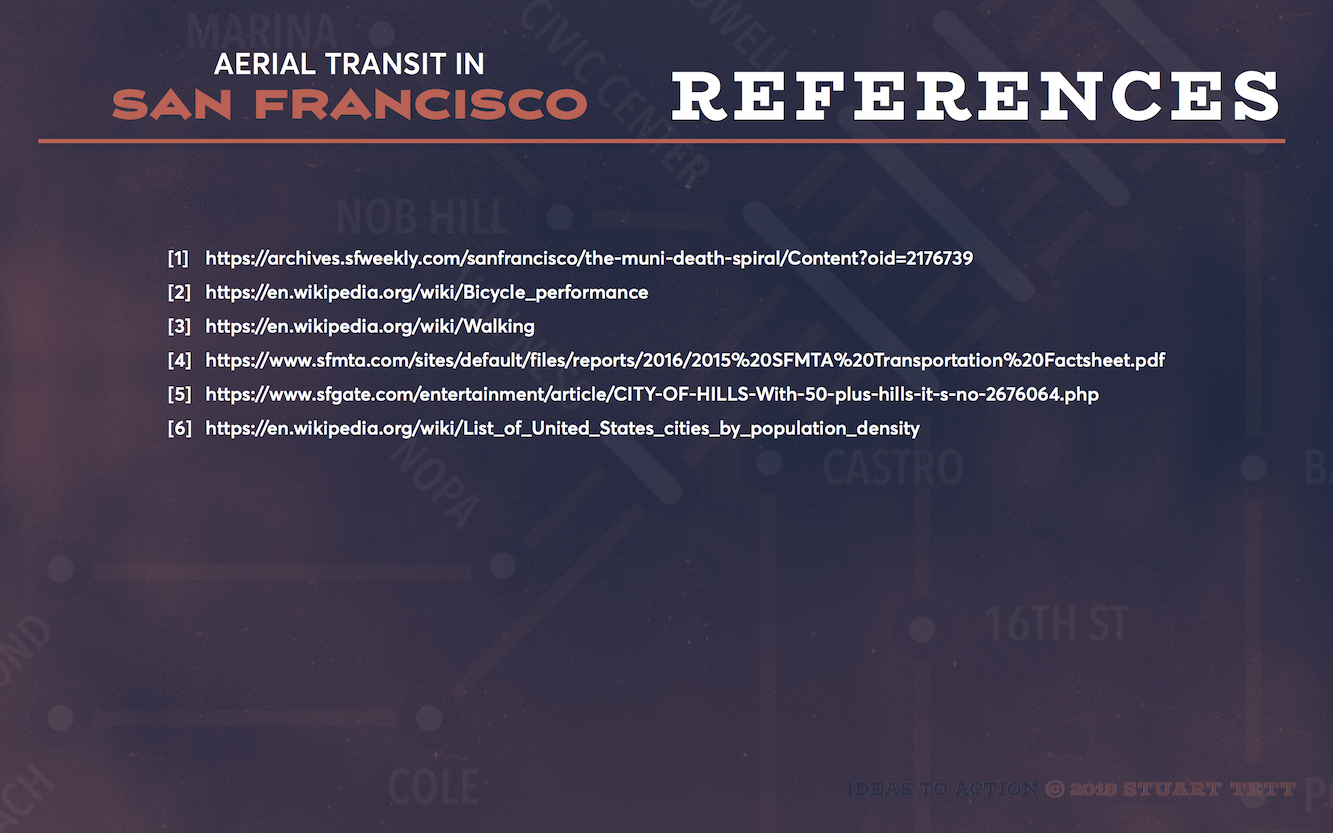 AERIAL TRANSIT IN
SAN FRANCISCO
REFERENCES
MARINA
CIVIC CENTER
POWELL
NOB HILL
[1] https://archives.sfweekly.com/sanfrancisco/the-muni-death-spiral/Content?oid=2176739
[2] https://en.wikipedia.org/wiki/Bicycle_performance
[3] https://en.wikipedia.org/wiki/Walking
[4] https://www.sfmta.com/sites/default/files/reports/2016/2015%20SFMTA%20Transportation%20Factsheet.pdf
[5] https://www.sfgate.com/entertainment/article/CITY-OF-HILLS-With-50-plus-hills-it-s-no-2676064.php
[6] https://en.wikipedia.org/wiki/List_of_United_States_cities_by_population_density
NOPA
CASTRO
16TH ST
COLE
IDEAS TO ACTION © 2018 STUART TETT